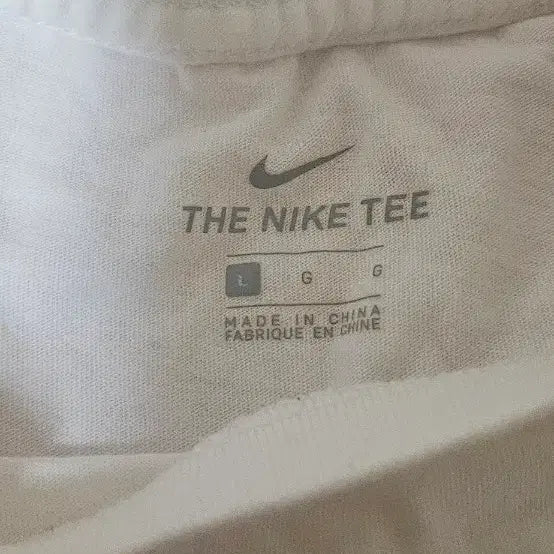 THE NIKE TEE
L G G
MADE IN CHINA
FABRIQUE EN CHINE